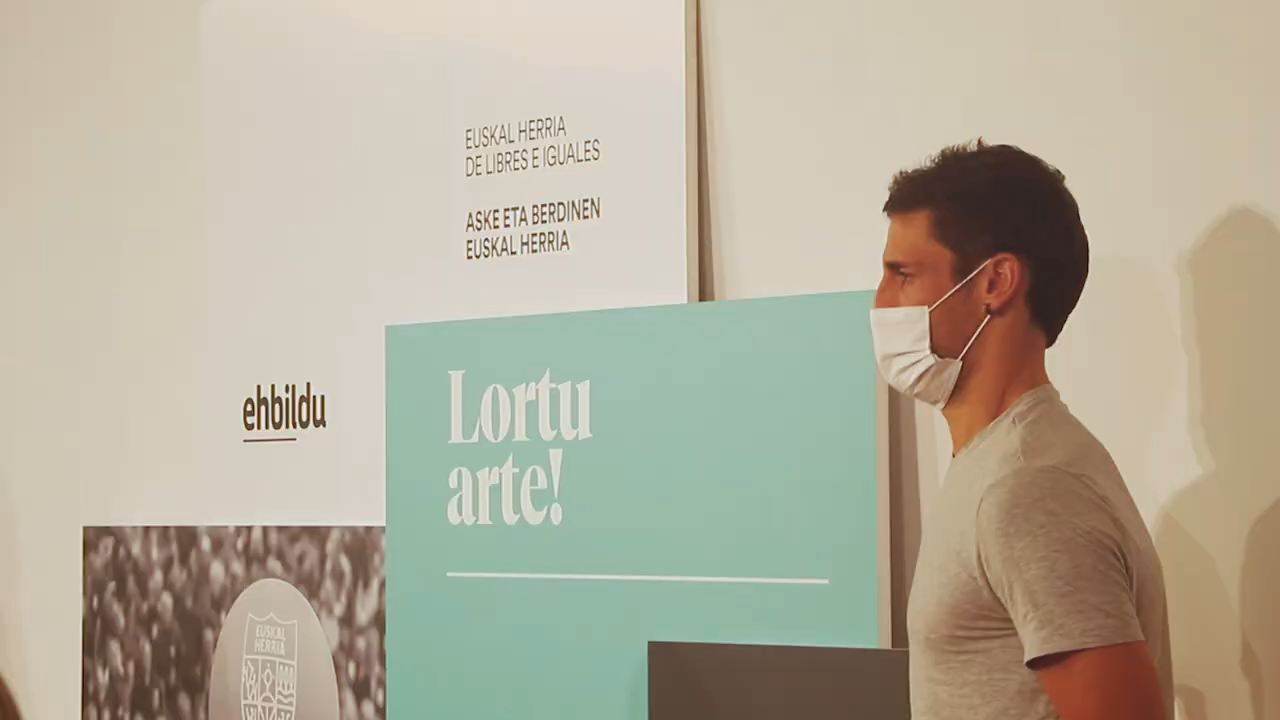 EUSKAL HERRIA
DE LIBRES E IGUALES
ASKE ETA BERDINEN
EUSKAL HERRIA
ehbildu
Lortu
arte!
EUSKAL
HERRIA